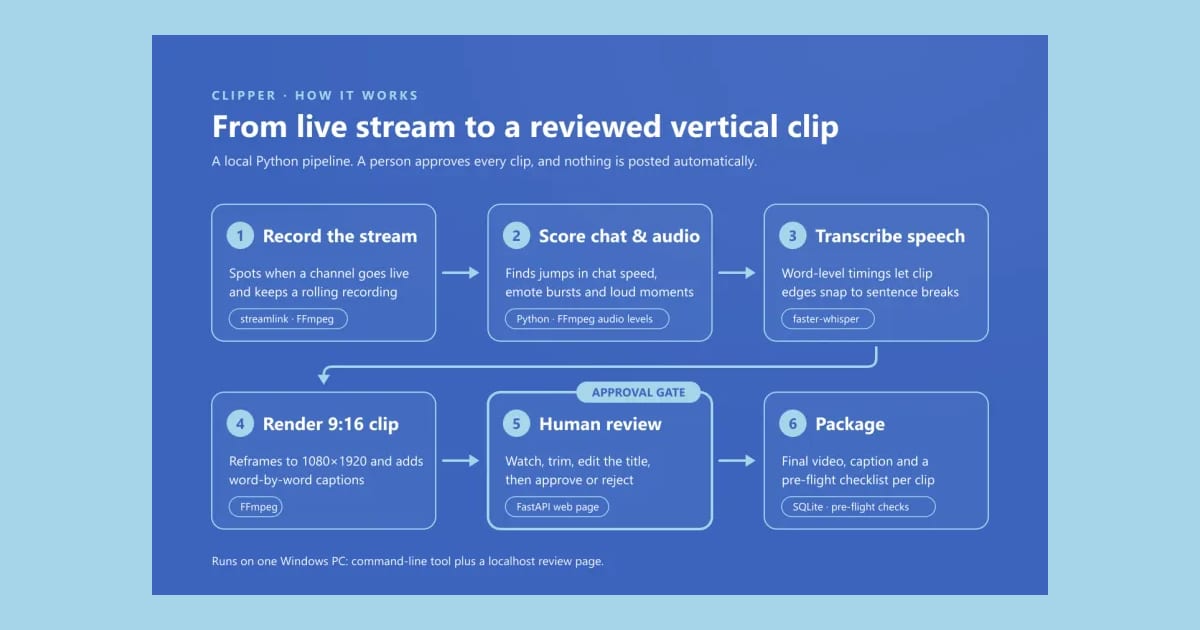 CLIPPER · HOW IT WORKS
From live stream to a reviewed vertical clip
A local Python pipeline. A person approves every clip, and nothing is posted automatically.
1 Record the stream
Spots when a channel goes live
and keeps a rolling recording
streamlink · FFmpeg
2 Score chat & audio
Finds jumps in chat speed,
emote bursts and loud moments
Python · FFmpeg audio levels
3 Transcribe speech
Word-level timings let clip
edges snap to sentence breaks
faster-whisper
4 Render 9:16 clip
Reframes to 1080×1920 and adds
word-by-word captions
FFmpeg
APPROVAL GATE
5 Human review
Watch, trim, edit the title,
then approve or reject
FastAPI web page
6 Package
Final video, caption and a
pre-flight checklist per clip
SQLite · pre-flight checks
Runs on one Windows PC: command-line tool plus a localhost review page.